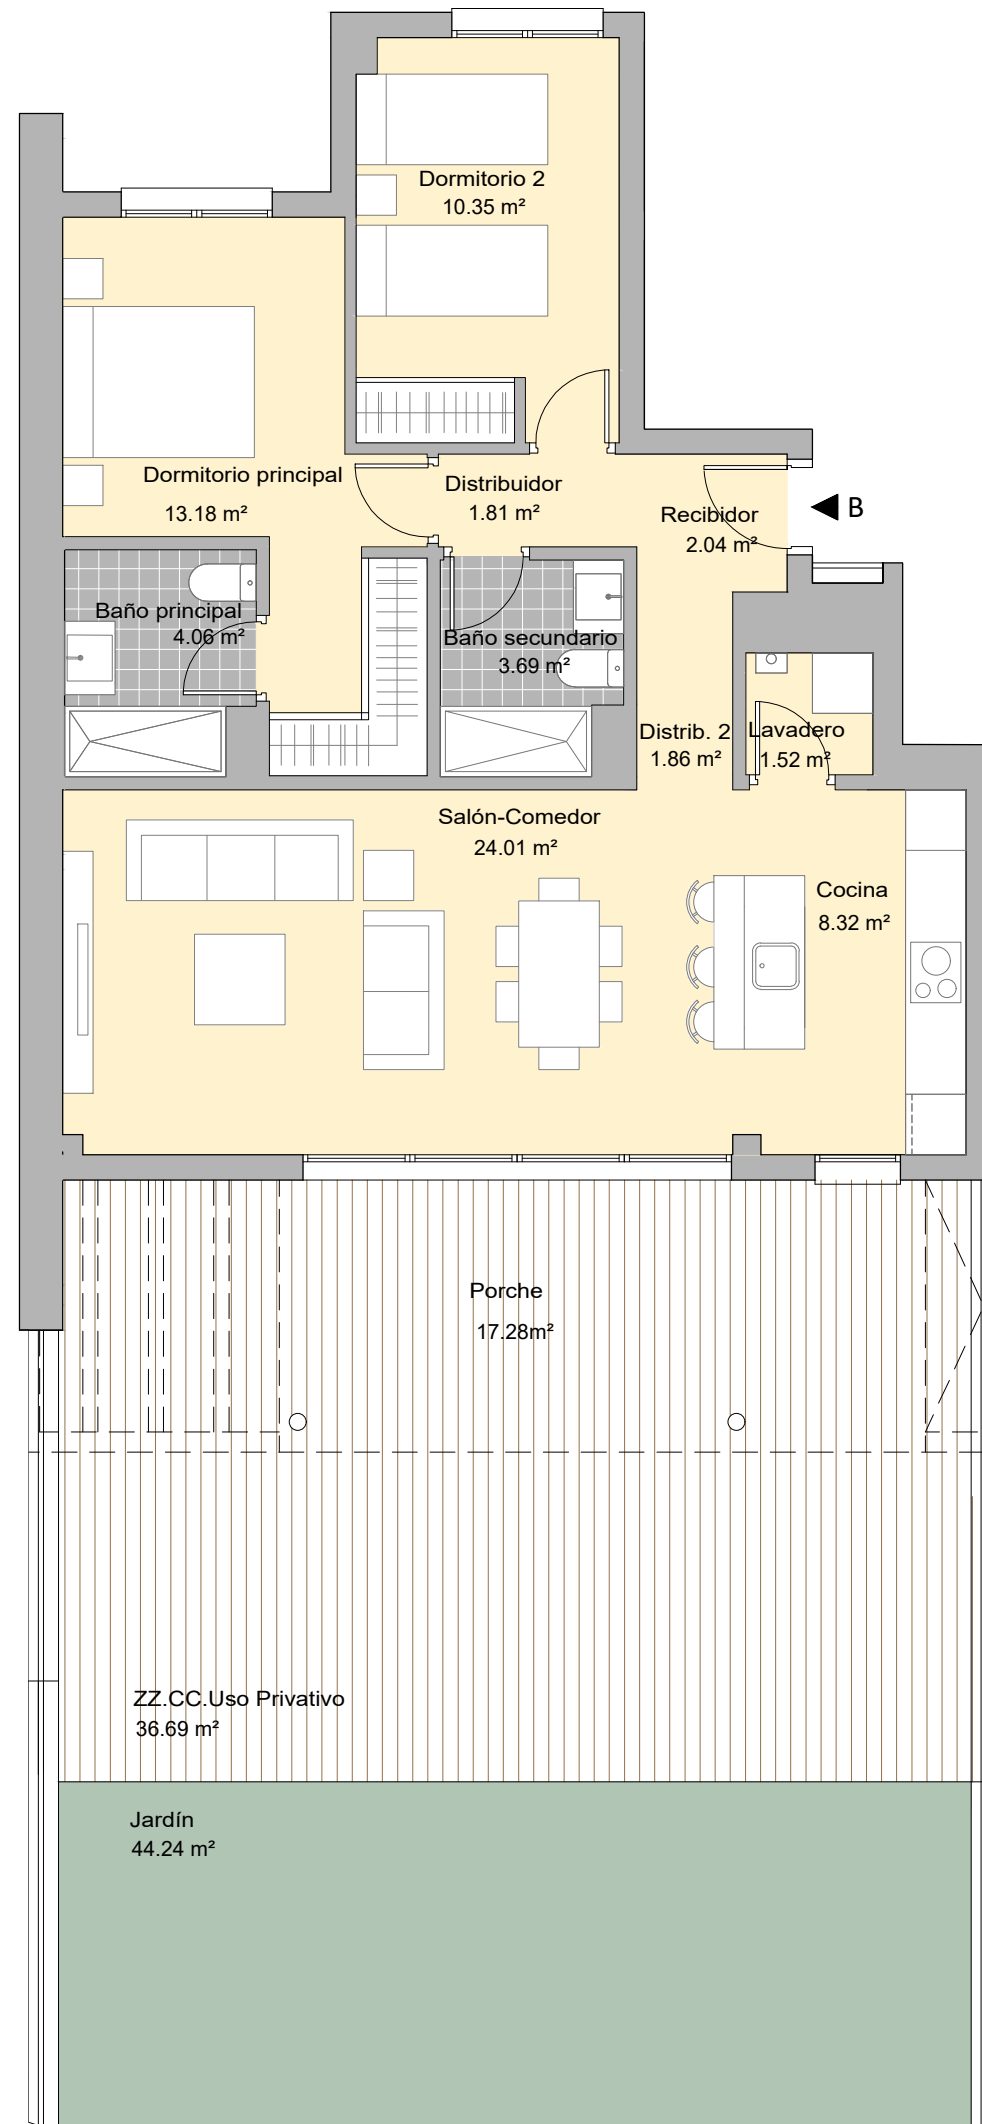 Dormitorio 2
10.35 m²
Dormitorio principal
13.18 m²
Distribuidor
1.81 m²
Recibidor
2.04 m²
B
Baño principal
4.06 m²
Baño secundario
3.69 m²
Distrib. 2
1.86 m²
Lavadero
1.52 m²
Salón-Comedor
24.01 m²
Cocina
8.32 m²
Porche
17.28m²
ZZ.CC.Uso Privativo
36.69 m²
Jardín
44.24 m²